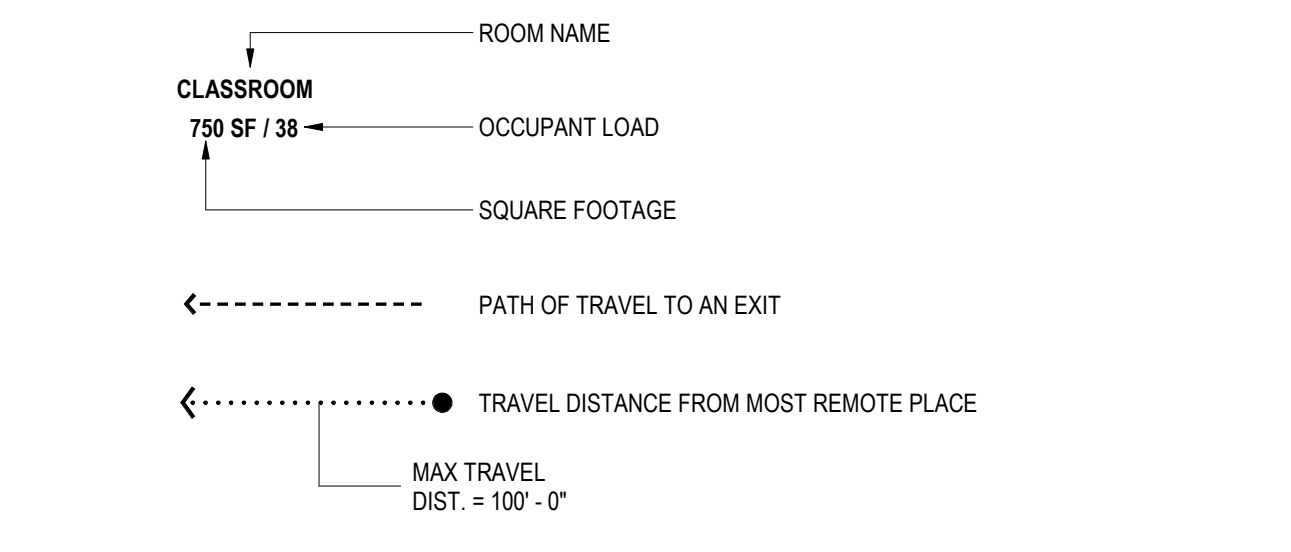 ROOM NAME
CLASSROOM
750 SF / 38
OCCUPANT LOAD
SQUARE FOOTAGE
PATH OF TRAVEL TO AN EXIT
TRAVEL DISTANCE FROM MOST REMOTE PLACE
MAX TRAVEL
DIST. = 100' - 0"